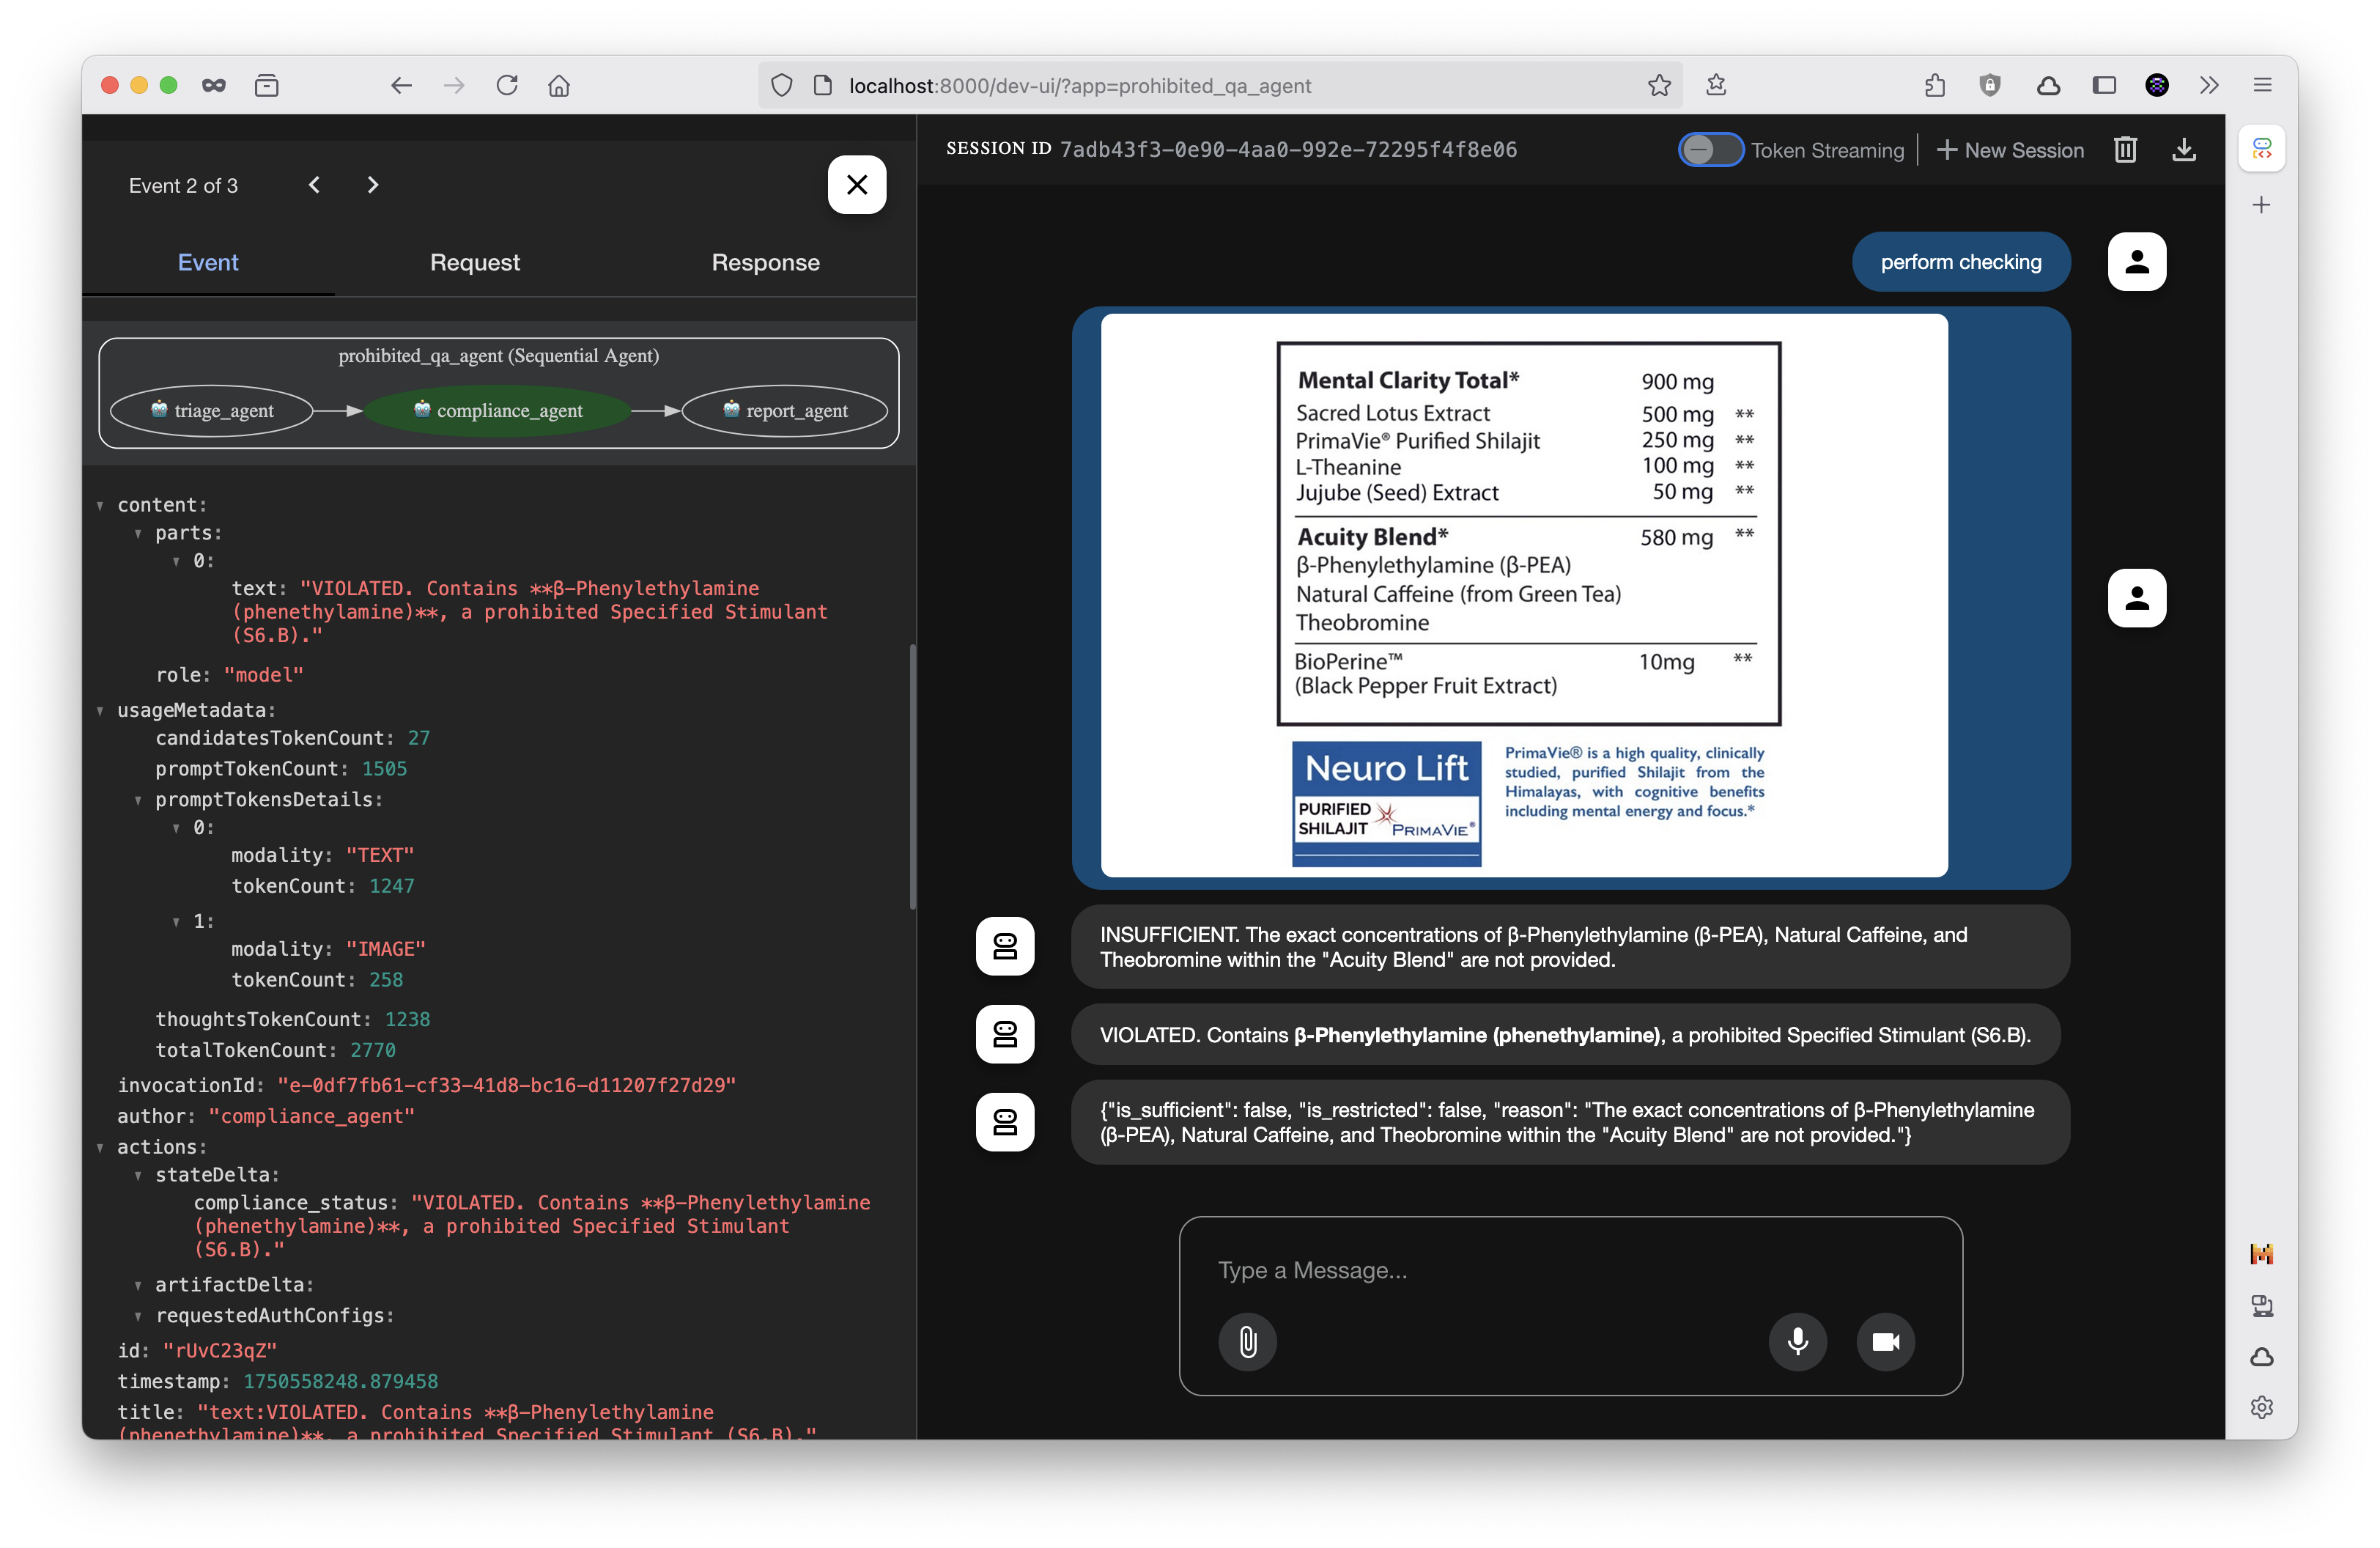 localhost:8000/dev-ui/?app=prohibited_qa_agent
Event 2 of 3
Event Request Response
prohibited_qa_agent (Sequential Agent)
triage_agent
compliance_agent
report_agent
content:
parts:
0:
text: "VIOLATED. Contains **β-Phenylethylamine
(phenethylamine)**, a prohibited Specified Stimulant
(S6.B)."
role: "model"
usageMetadata:
candidatesTokenCount: 27
promptTokenCount: 1505
promptTokensDetails:
0:
modality: "TEXT"
tokenCount: 1247
1:
modality: "IMAGE"
tokenCount: 258
thoughtsTokenCount: 1238
totalTokenCount: 2770
invocationId: "e-0df7fb61-cf33-41d8-bc16-d11207f27d29"
author: "compliance_agent"
actions:
stateDelta:
compliance_status: "VIOLATED. Contains **β-Phenylethylamine
(phenethylamine)**, a prohibited Specified Stimulant
(S6.B)."
artifactDelta:
requestedAuthConfigs:
id: "rUvC23qZ"
timestamp: 1750558248.879458
title: "text:VIOLATED. Contains **β-Phenylethylamine
(phenethylamine)**, a prohibited Specified Stimulant (S6.B)."
SESSION ID 7adb43f3-0e90-4aa0-992e-72295f4f8e06
Token Streaming
New Session
perform checking
Mental Clarity Total* 900 mg
Sacred Lotus Extract 500 mg **
PrimaVie® Purified Shilajit 250 mg **
L-Theanine 100 mg **
Jujube (Seed) Extract 50 mg **
Acuity Blend* 580 mg **
β-Phenylethylamine (β-PEA)
Natural Caffeine (from Green Tea)
Theobromine
BioPerine™ 10mg **
(Black Pepper Fruit Extract)
Neuro Lift
PURIFIED
SHILAJIT PRIMAVIE®
PrimaVie® is a high quality, clinically
studied, purified Shilajit from the
Himalayas, with cognitive benefits
including mental energy and focus.*
INSUFFICIENT. The exact concentrations of β-Phenylethylamine (β-PEA), Natural Caffeine, and
Theobromine within the "Acuity Blend" are not provided.
VIOLATED. Contains β-Phenylethylamine (phenethylamine), a prohibited Specified Stimulant (S6.B).
{"is_sufficient": false, "is_restricted": false, "reason": "The exact concentrations of β-Phenylethylamine
(β-PEA), Natural Caffeine, and Theobromine within the "Acuity Blend" are not provided."}
Type a Message...